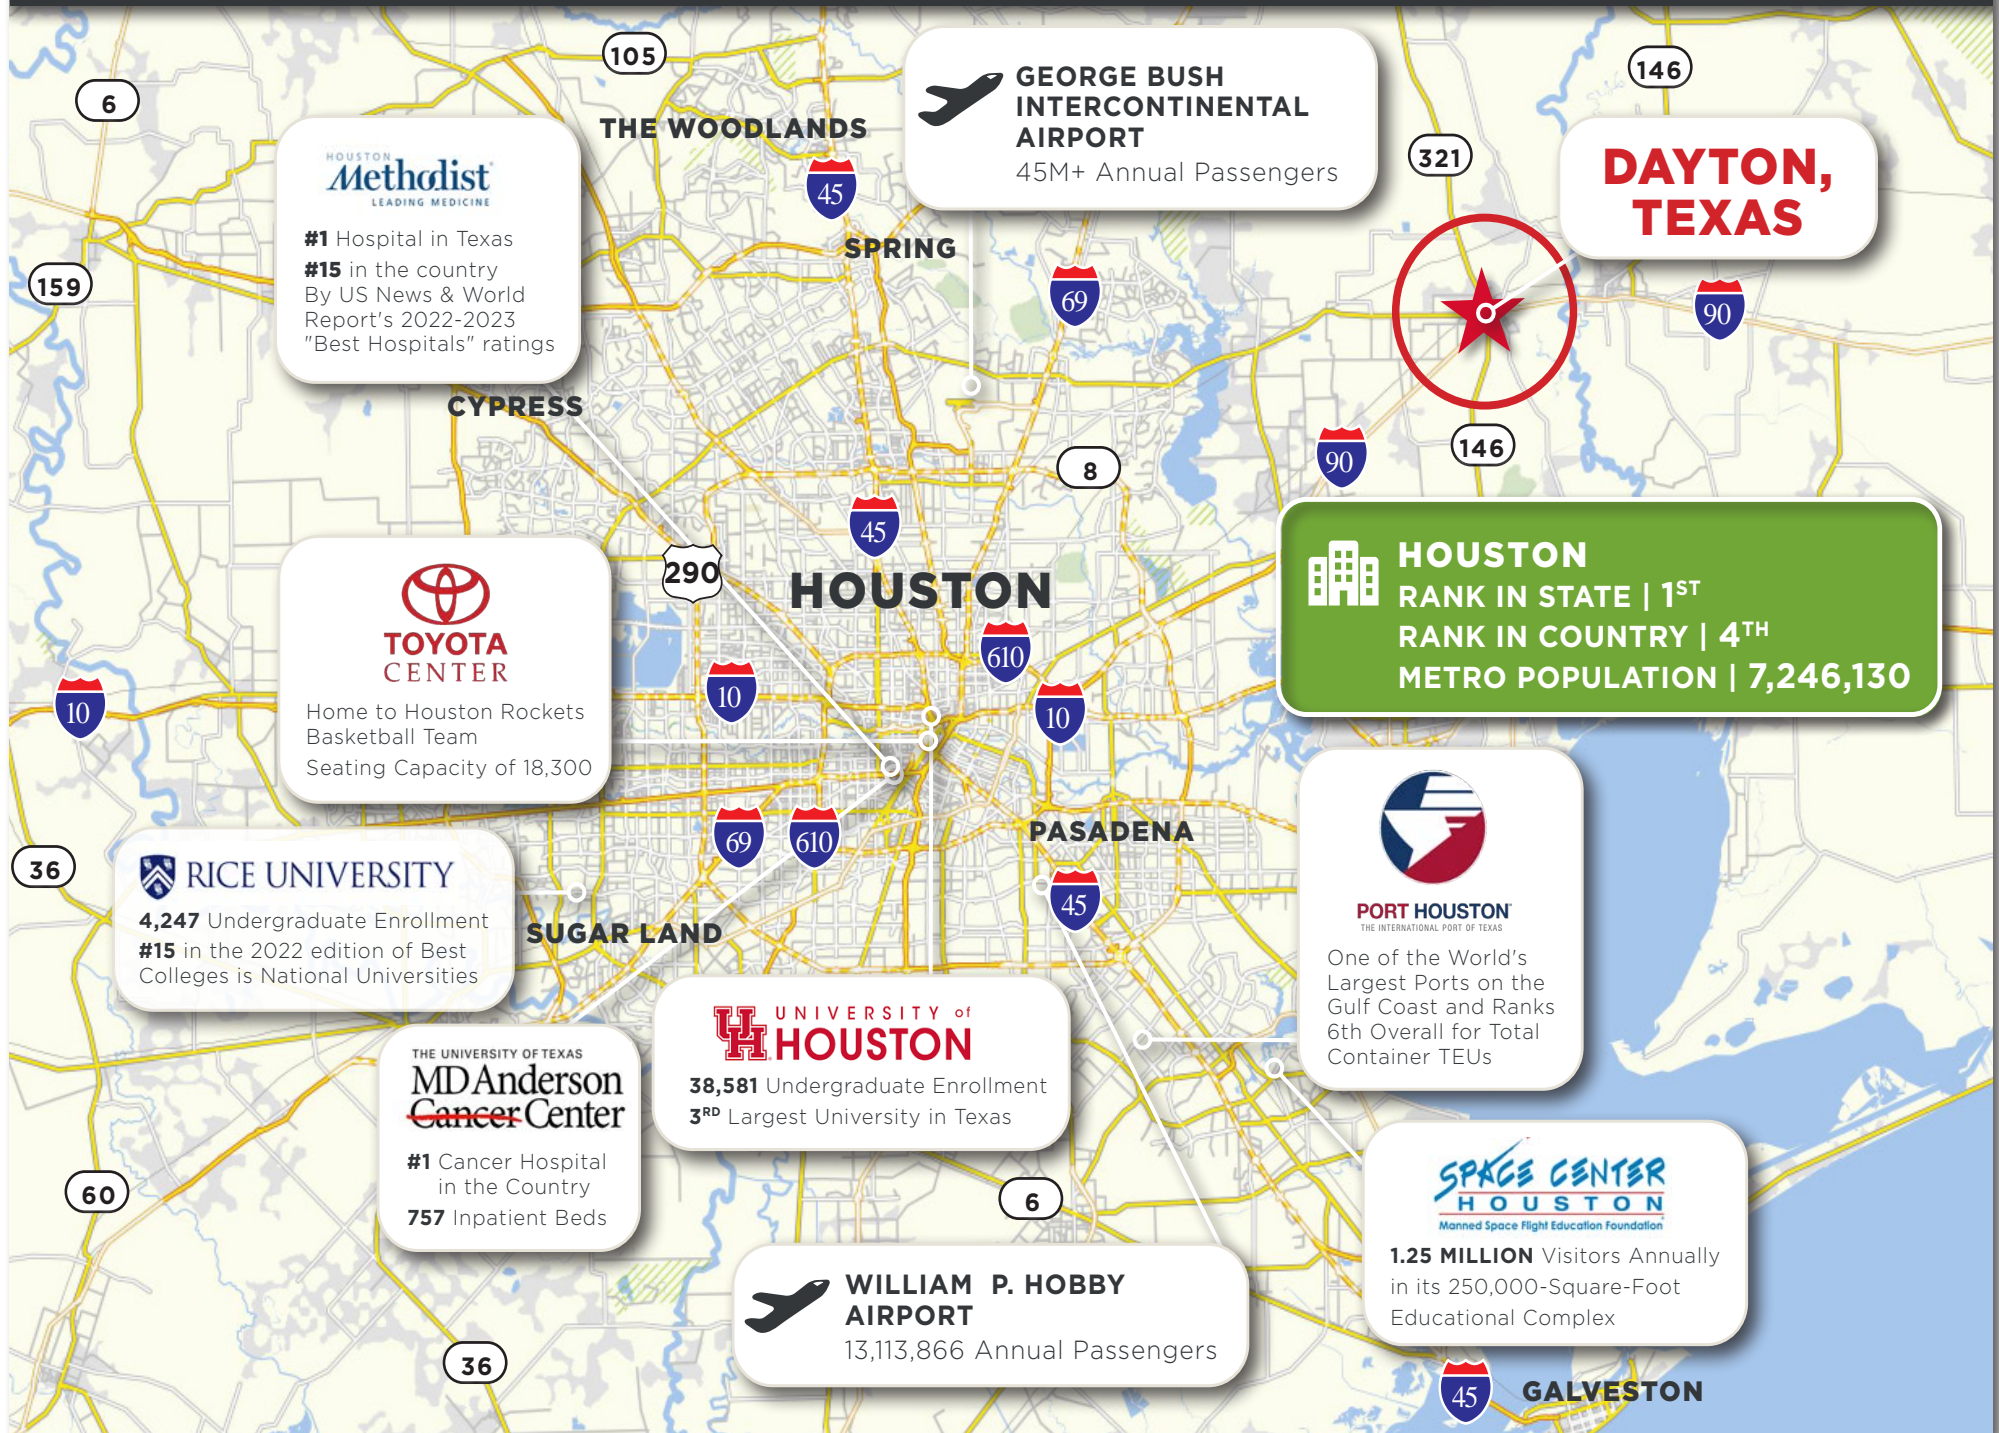 105
146
6
GEORGE BUSH
INTERCONTINENTAL
AIRPORT
45M+ Annual Passengers
THE WOODLANDS
321
DAYTON,
TEXAS
HOUSTON
Methodist
LEADING MEDICINE
#1 Hospital in Texas
#15 in the country
By US News & World
Report's 2022-2023
"Best Hospitals" ratings
45
SPRING
159
69
90
CYPRESS
146
90
8
45
290
HOUSTON
HOUSTON
RANK IN STATE | 1ST
RANK IN COUNTRY | 4TH
METRO POPULATION | 7,246,130
TOYOTA
CENTER
Home to Houston Rockets
Basketball Team
Seating Capacity of 18,300
610
10
10
10
69
610
PASADENA
36
RICE UNIVERSITY
4,247 Undergraduate Enrollment
#15 in the 2022 edition of Best
Colleges is National Universities
SUGAR LAND
45
PORT HOUSTON
THE INTERNATIONAL PORT OF TEXAS
One of the World's
Largest Ports on the
Gulf Coast and Ranks
6th Overall for Total
Container TEUs
UNIVERSITY of
HOUSTON
38,581 Undergraduate Enrollment
3RD Largest University in Texas
THE UNIVERSITY OF TEXAS
MD Anderson
Cancer Center
#1 Cancer Hospital
in the Country
757 Inpatient Beds
60
6
SPACE CENTER
HOUSTON
Manned Space Flight Education Foundation
1.25 MILLION Visitors Annually
in its 250,000-Square-Foot
Educational Complex
WILLIAM P. HOBBY
AIRPORT
13,113,866 Annual Passengers
36
45
GALVESTON